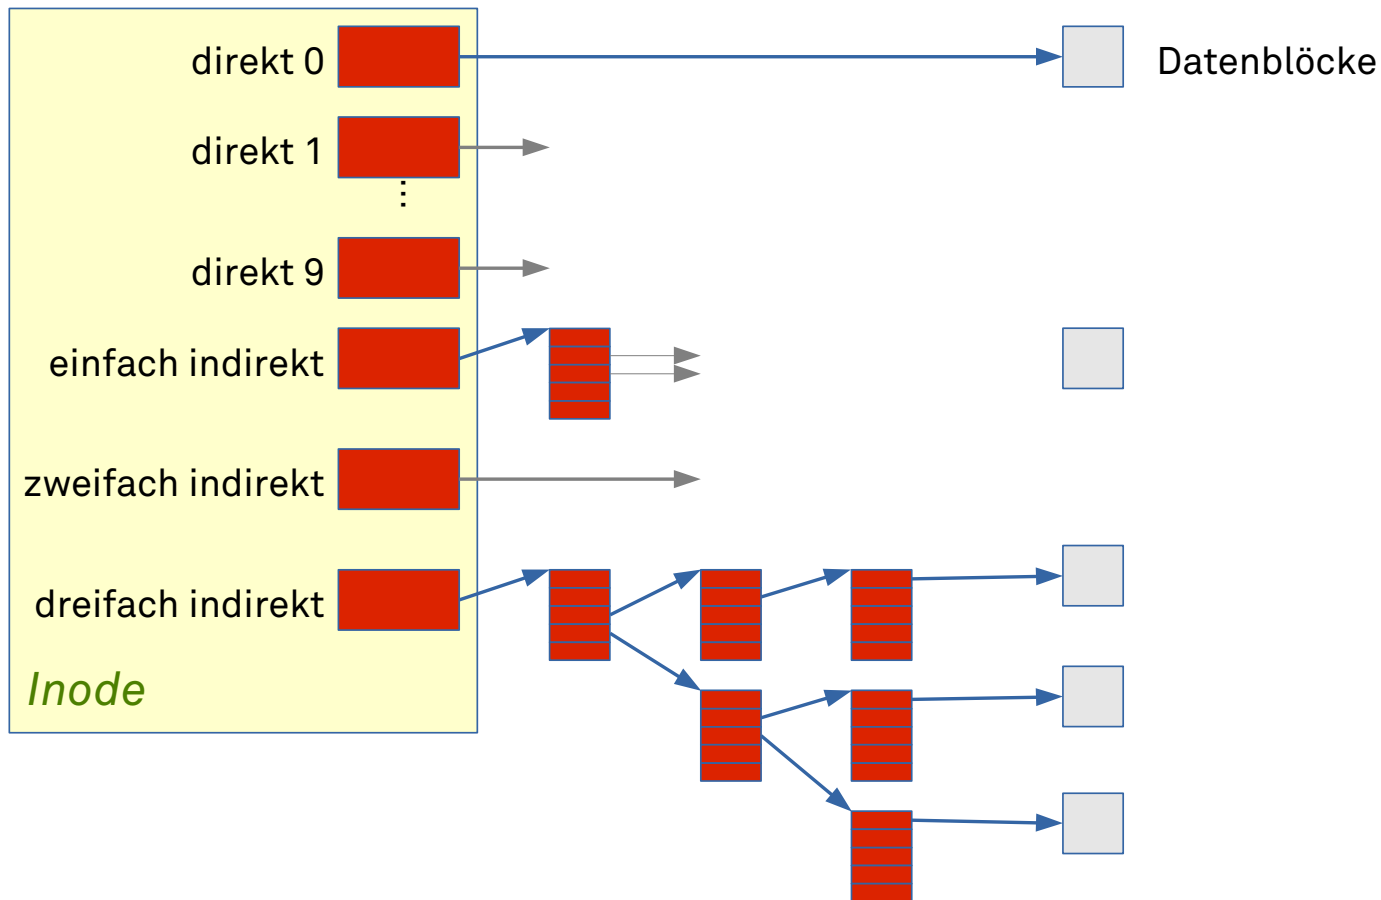 direkt 0
Datenblöcke
direkt 1
⋮
direkt 9
einfach indirekt
zweifach indirekt
dreifach indirekt
Inode